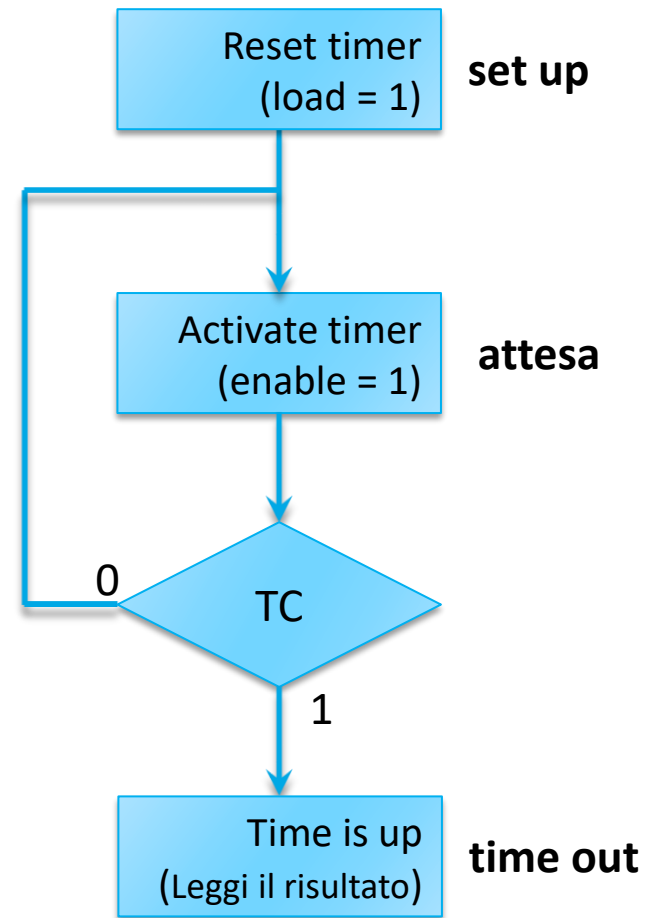 Reset timer
(load = 1)
set up
Activate timer
(enable = 1)
attesa
0
TC
1
Time is up
(Leggi il risultato)
time out